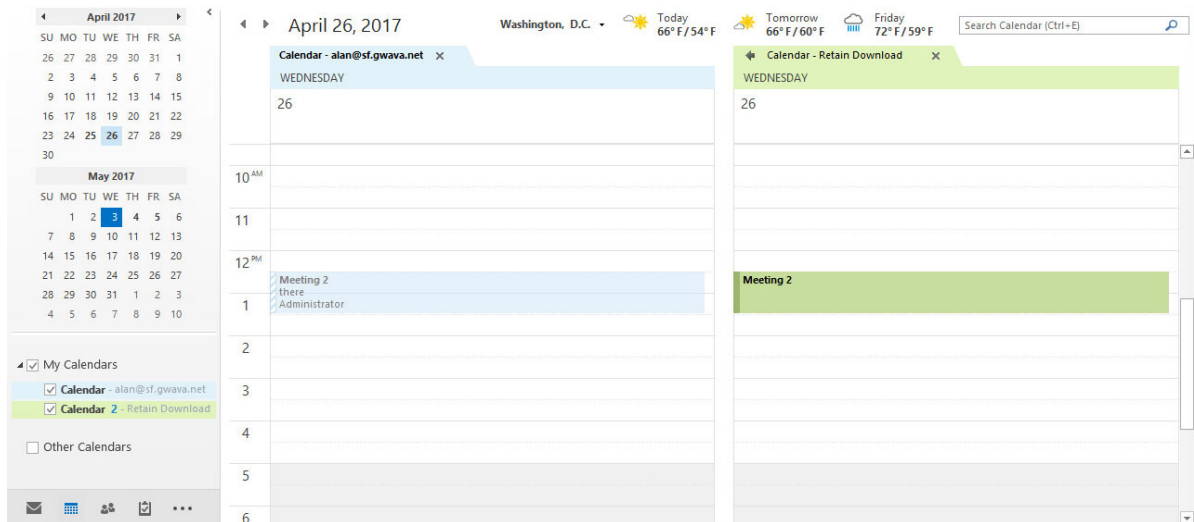 April 2017
SU MO TU WE TH FR SA
26 27 28 29 30 31 1
2 3 4 5 6 7 8
9 10 11 12 13 14 15
16 17 18 19 20 21 22
23 24 25 26 27 28 29
30
May 2017
SU MO TU WE TH FR SA
1 2 3 4 5 6
7 8 9 10 11 12 13
14 15 16 17 18 19 20
21 22 23 24 25 26 27
28 29 30 31 1 2 3
4 5 6 7 8 9 10
My Calendars
Calendar - alan@sf.gwava.net
Calendar 2 - Retain Download
Other Calendars
April 26, 2017
Washington, D.C.
Today
66° F / 54° F
Tomorrow
66° F / 60° F
Friday
72° F / 59° F
Search Calendar (Ctrl+E)
Calendar - alan@sf.gwava.net
WEDNESDAY
26
Calendar - Retain Download
WEDNESDAY
26
10 AM
11
12 PM
1
2
3
4
5
6
Meeting 2
there
Administrator
Meeting 2